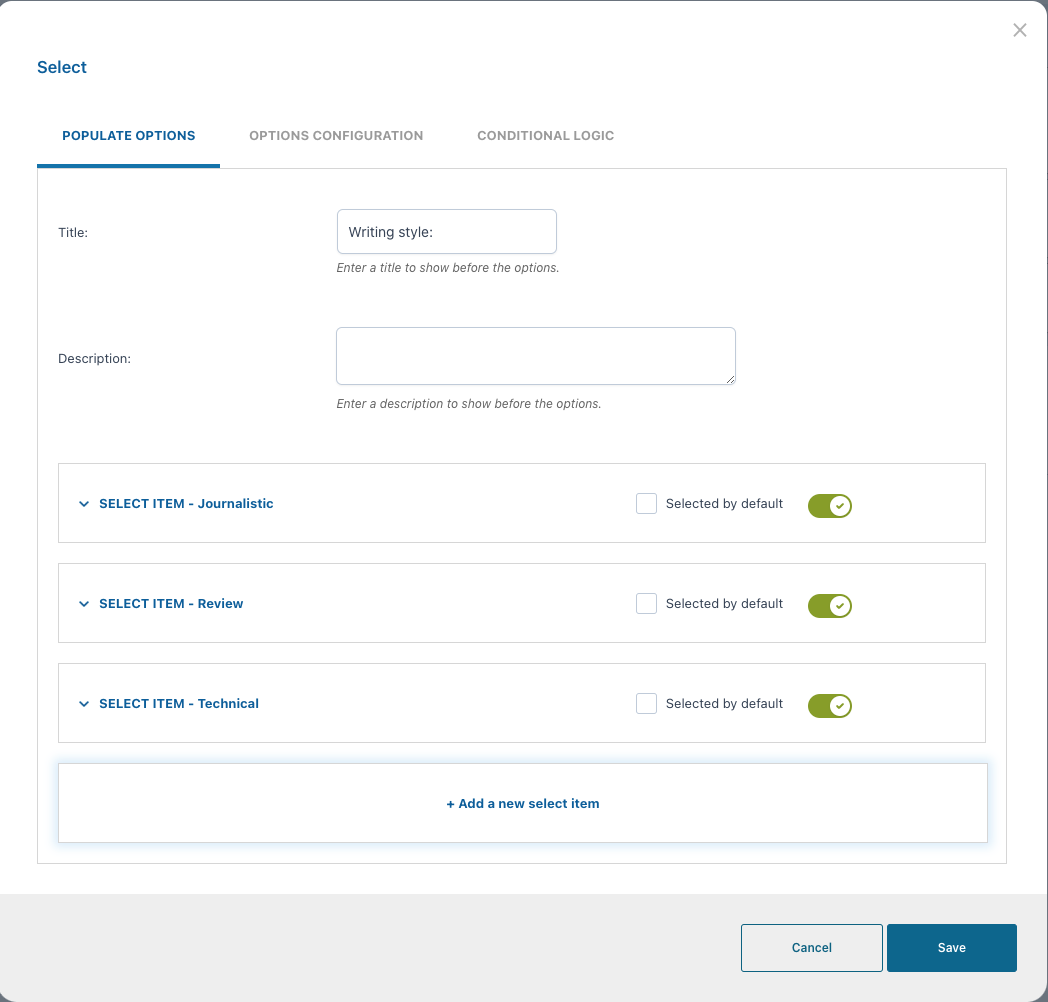 Select
POPULATE OPTIONS OPTIONS CONFIGURATION CONDITIONAL LOGIC
Title: Writing style:
Enter a title to show before the options.
Description:
Enter a description to show before the options.
SELECT ITEM - Journalistic Selected by default
SELECT ITEM - Review Selected by default
SELECT ITEM - Technical Selected by default
+ Add a new select item
Cancel Save